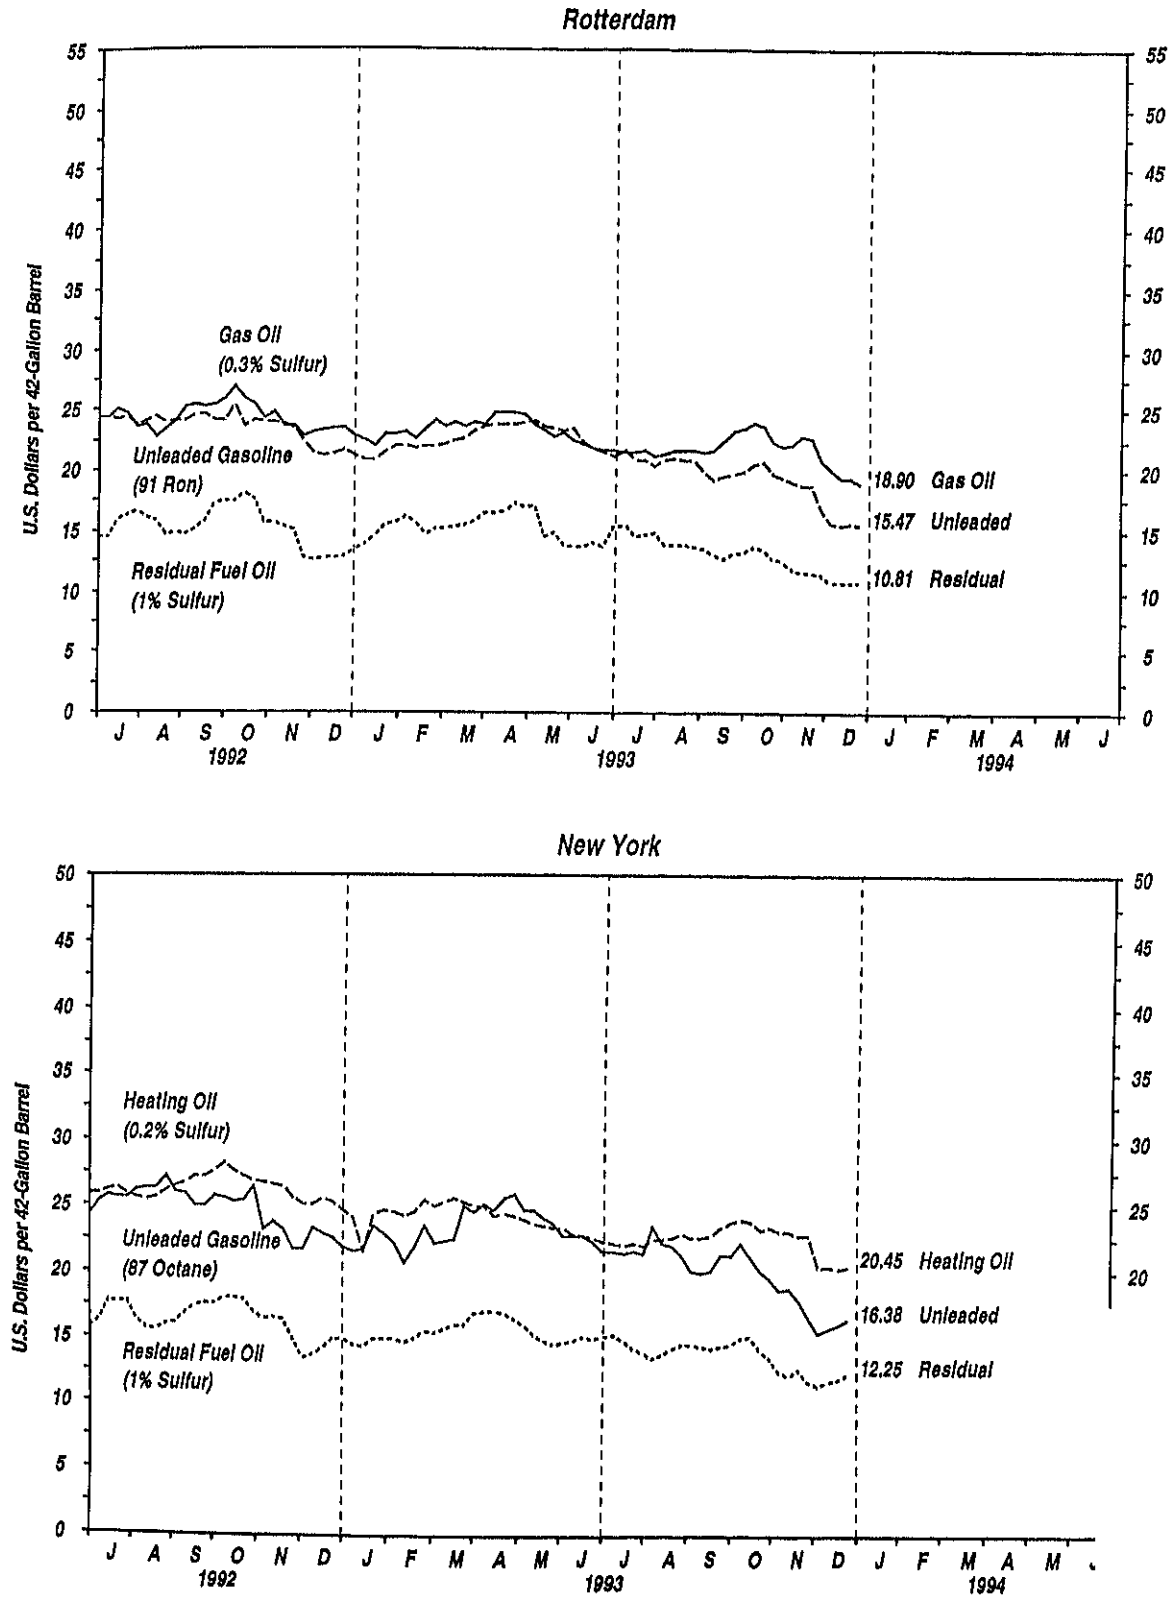 Rotterdam
55
50
45
40
35
30
25
20
15
10
5
0
55
50
45
40
35
30
25
20
15
10
5
0
U.S. Dollars per 42-Gallon Barrel
Gas Oil
(0.3% Sulfur)
Unleaded Gasoline
(91 Ron)
Residual Fuel Oil
(1% Sulfur)
18.90 Gas Oil
15.47 Unleaded
10.81 Residual
J A S O N D J F M A M J J A S O N D J F M A M J
1992 1993 1994
New York
50
45
40
35
30
25
20
15
10
5
0
50
45
40
35
30
25
20
U.S. Dollars per 42-Gallon Barrel
Heating Oil
(0.2% Sulfur)
Unleaded Gasoline
(87 Octane)
Residual Fuel Oil
(1% Sulfur)
20.45 Heating Oil
16.38 Unleaded
12.25 Residual
J A S O N D J F M A M J J A S O N D J F M A M
1992 1993 1994